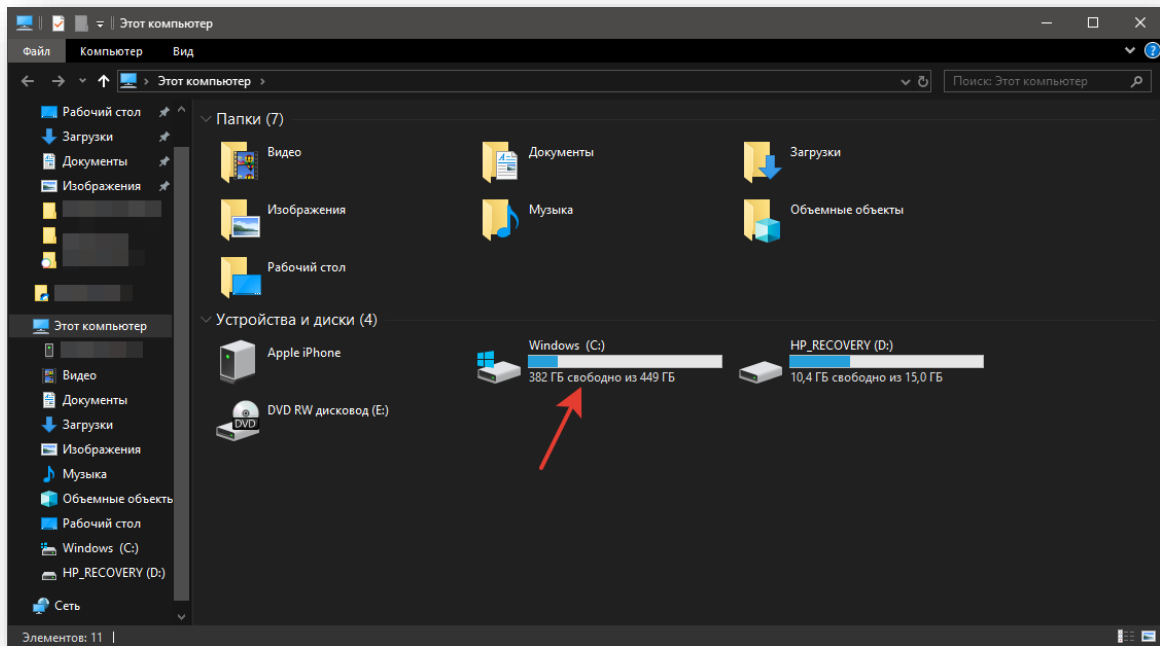 Этот компьютер
Файл Компьютер Вид
Этот компьютер
Поиск: Этот компьютер
Рабочий стол
Загрузки
Документы
Изображения
Этот компьютер
Видео
Документы
Загрузки
Изображения
Музыка
Объемные объекть
Рабочий стол
Windows (C:)
HP_RECOVERY (D:)
Сеть
Папки (7)
Видео
Документы
Загрузки
Изображения
Музыка
Объемные объекты
Рабочий стол
Устройства и диски (4)
Apple iPhone
Windows (C:)
382 ГБ свободно из 449 ГБ
HP_RECOVERY (D:)
10,4 ГБ свободно из 15,0 ГБ
DVD
DVD RW дисковод (E:)
Элементов: 11